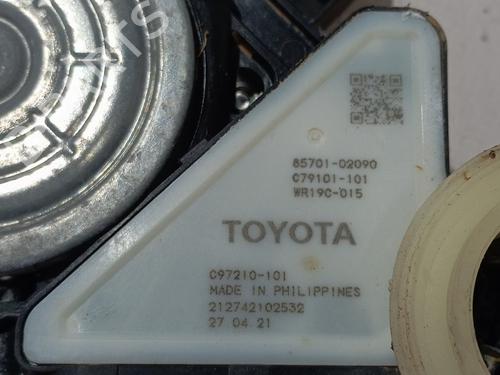 85701-02090
C79101-101
WR19C-015
TOYOTA
C97210-101
MADE IN PHILIPPINES
212742102532
27 04 21